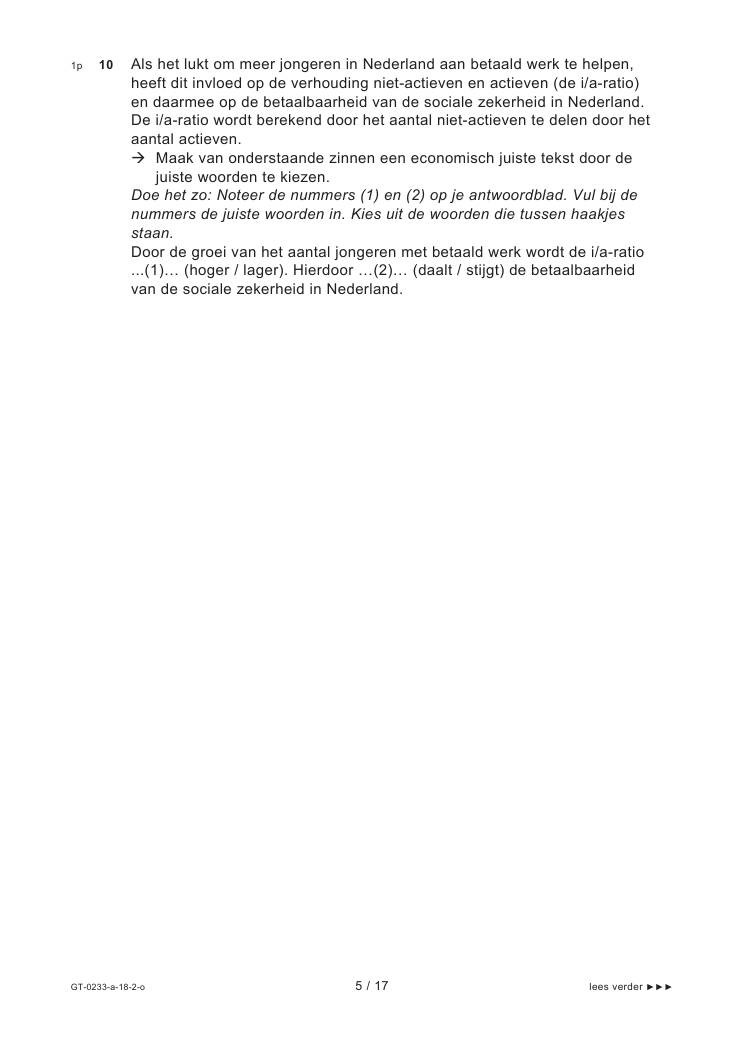 1p 10 Als het lukt om meer jongeren in Nederland aan betaald werk te helpen,
heeft dit invloed op de verhouding niet-actieven en actieven (de i/a-ratio)
en daarmee op de betaalbaarheid van de sociale zekerheid in Nederland.
De i/a-ratio wordt berekend door het aantal niet-actieven te delen door het
aantal actieven.
→ Maak van onderstaande zinnen een economisch juiste tekst door de
juiste woorden te kiezen.
Doe het zo: Noteer de nummers (1) en (2) op je antwoordblad. Vul bij de
nummers de juiste woorden in. Kies uit de woorden die tussen haakjes
staan.
Door de groei van het aantal jongeren met betaald werk wordt de i/a-ratio
...(1)… (hoger / lager). Hierdoor …(2)… (daalt / stijgt) de betaalbaarheid
van de sociale zekerheid in Nederland.
GT-0233-a-18-2-o 5 / 17 lees verder ►►►